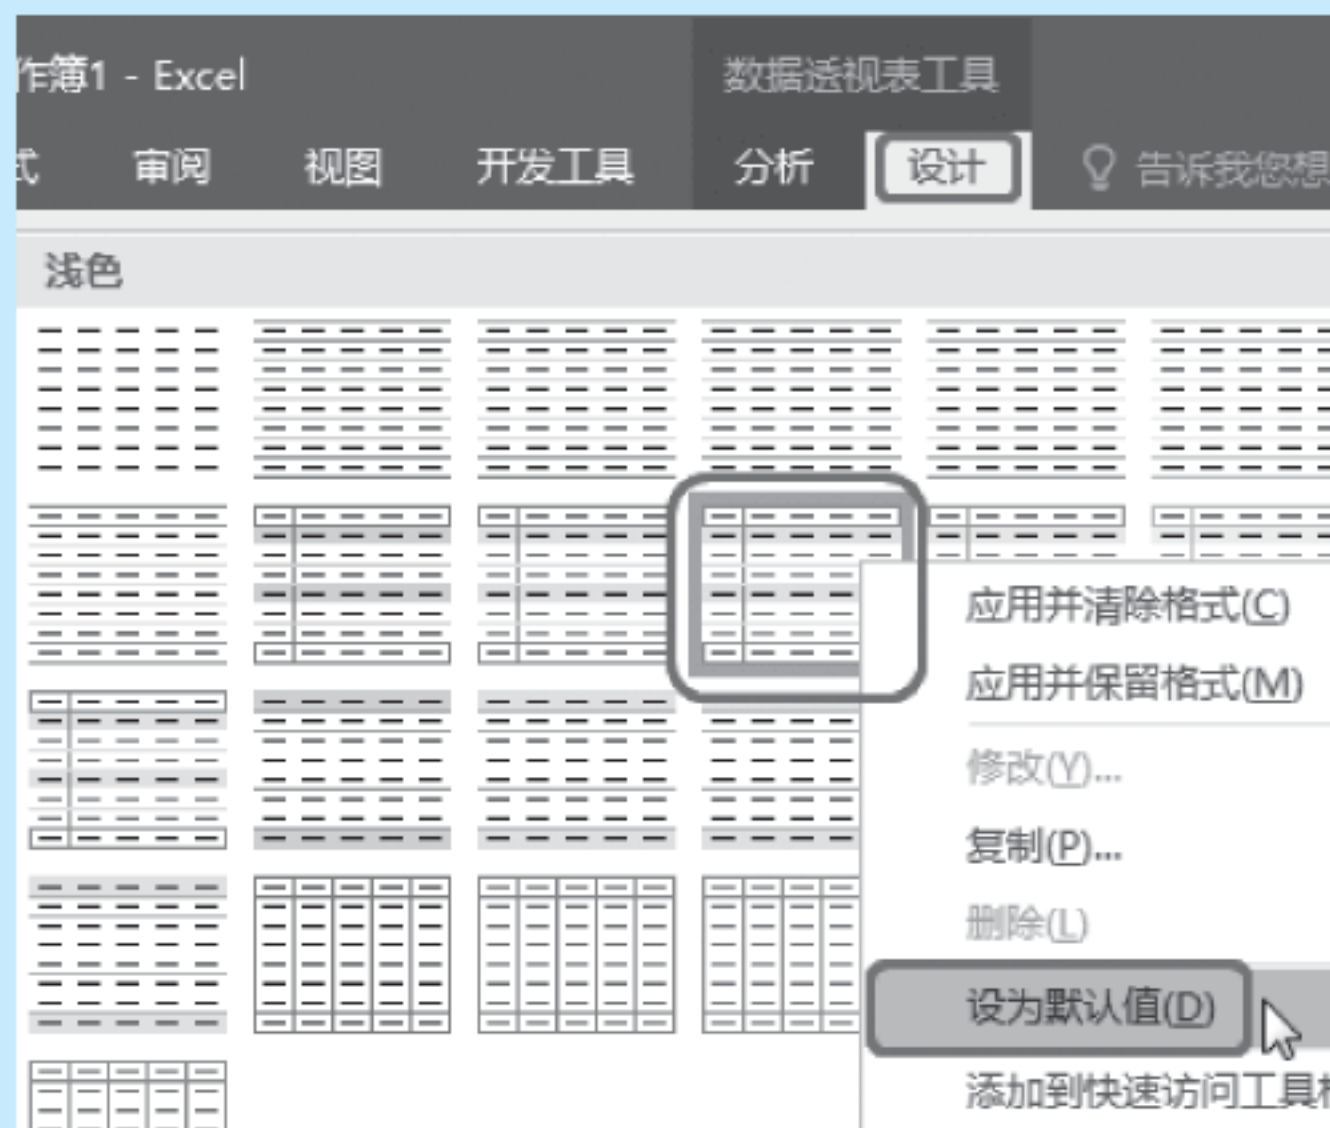 作簿1 - Excel
数据透视表工具
式 审阅 视图 开发工具 分析 设计 告诉我您想
浅色
应用并清除格式(C)
应用并保留格式(M)
修改(Y)...
复制(P)...
删除(L)
设为默认值(D)
添加到快速访问工具